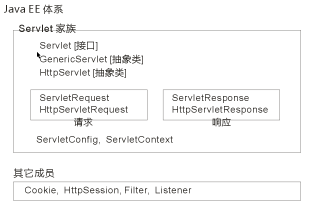 Java EE 体系
Servlet 家族
Servlet [接口]
GenericServlet [抽象类]
HttpServlet [抽象类]
ServletRequest
HttpServletRequest
请求
ServletResponse
HttpServletResponse
响应
ServletConfig, ServletContext
其它成员
Cookie, HttpSession, Filter, Listener